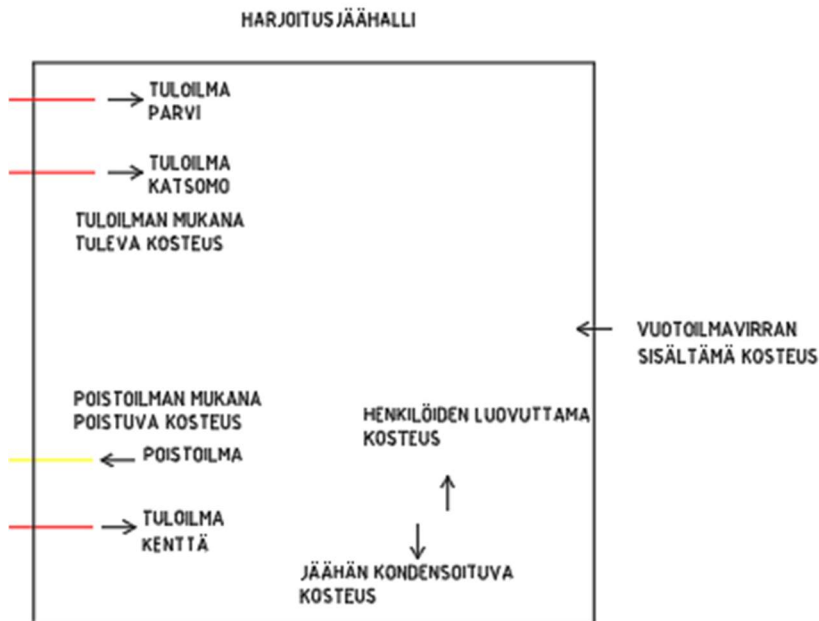 HARJOITUSJÄÄHALLI
TULOILMA
PARVI
TULOILMA
KATSOMO
TULOILMAN MUKANA
TULEVA KOSTEUS
VUOTOILMAVIRRAN
SISÄLTÄMÄ KOSTEUS
POISTOILMAN MUKANA
POISTUVA KOSTEUS
POISTOILMA
HENKILÖIDEN LUOVUTTAMA
KOSTEUS
TULOILMA
KENTTÄ
JÄÄHÄN KONDENSOITUVA
KOSTEUS